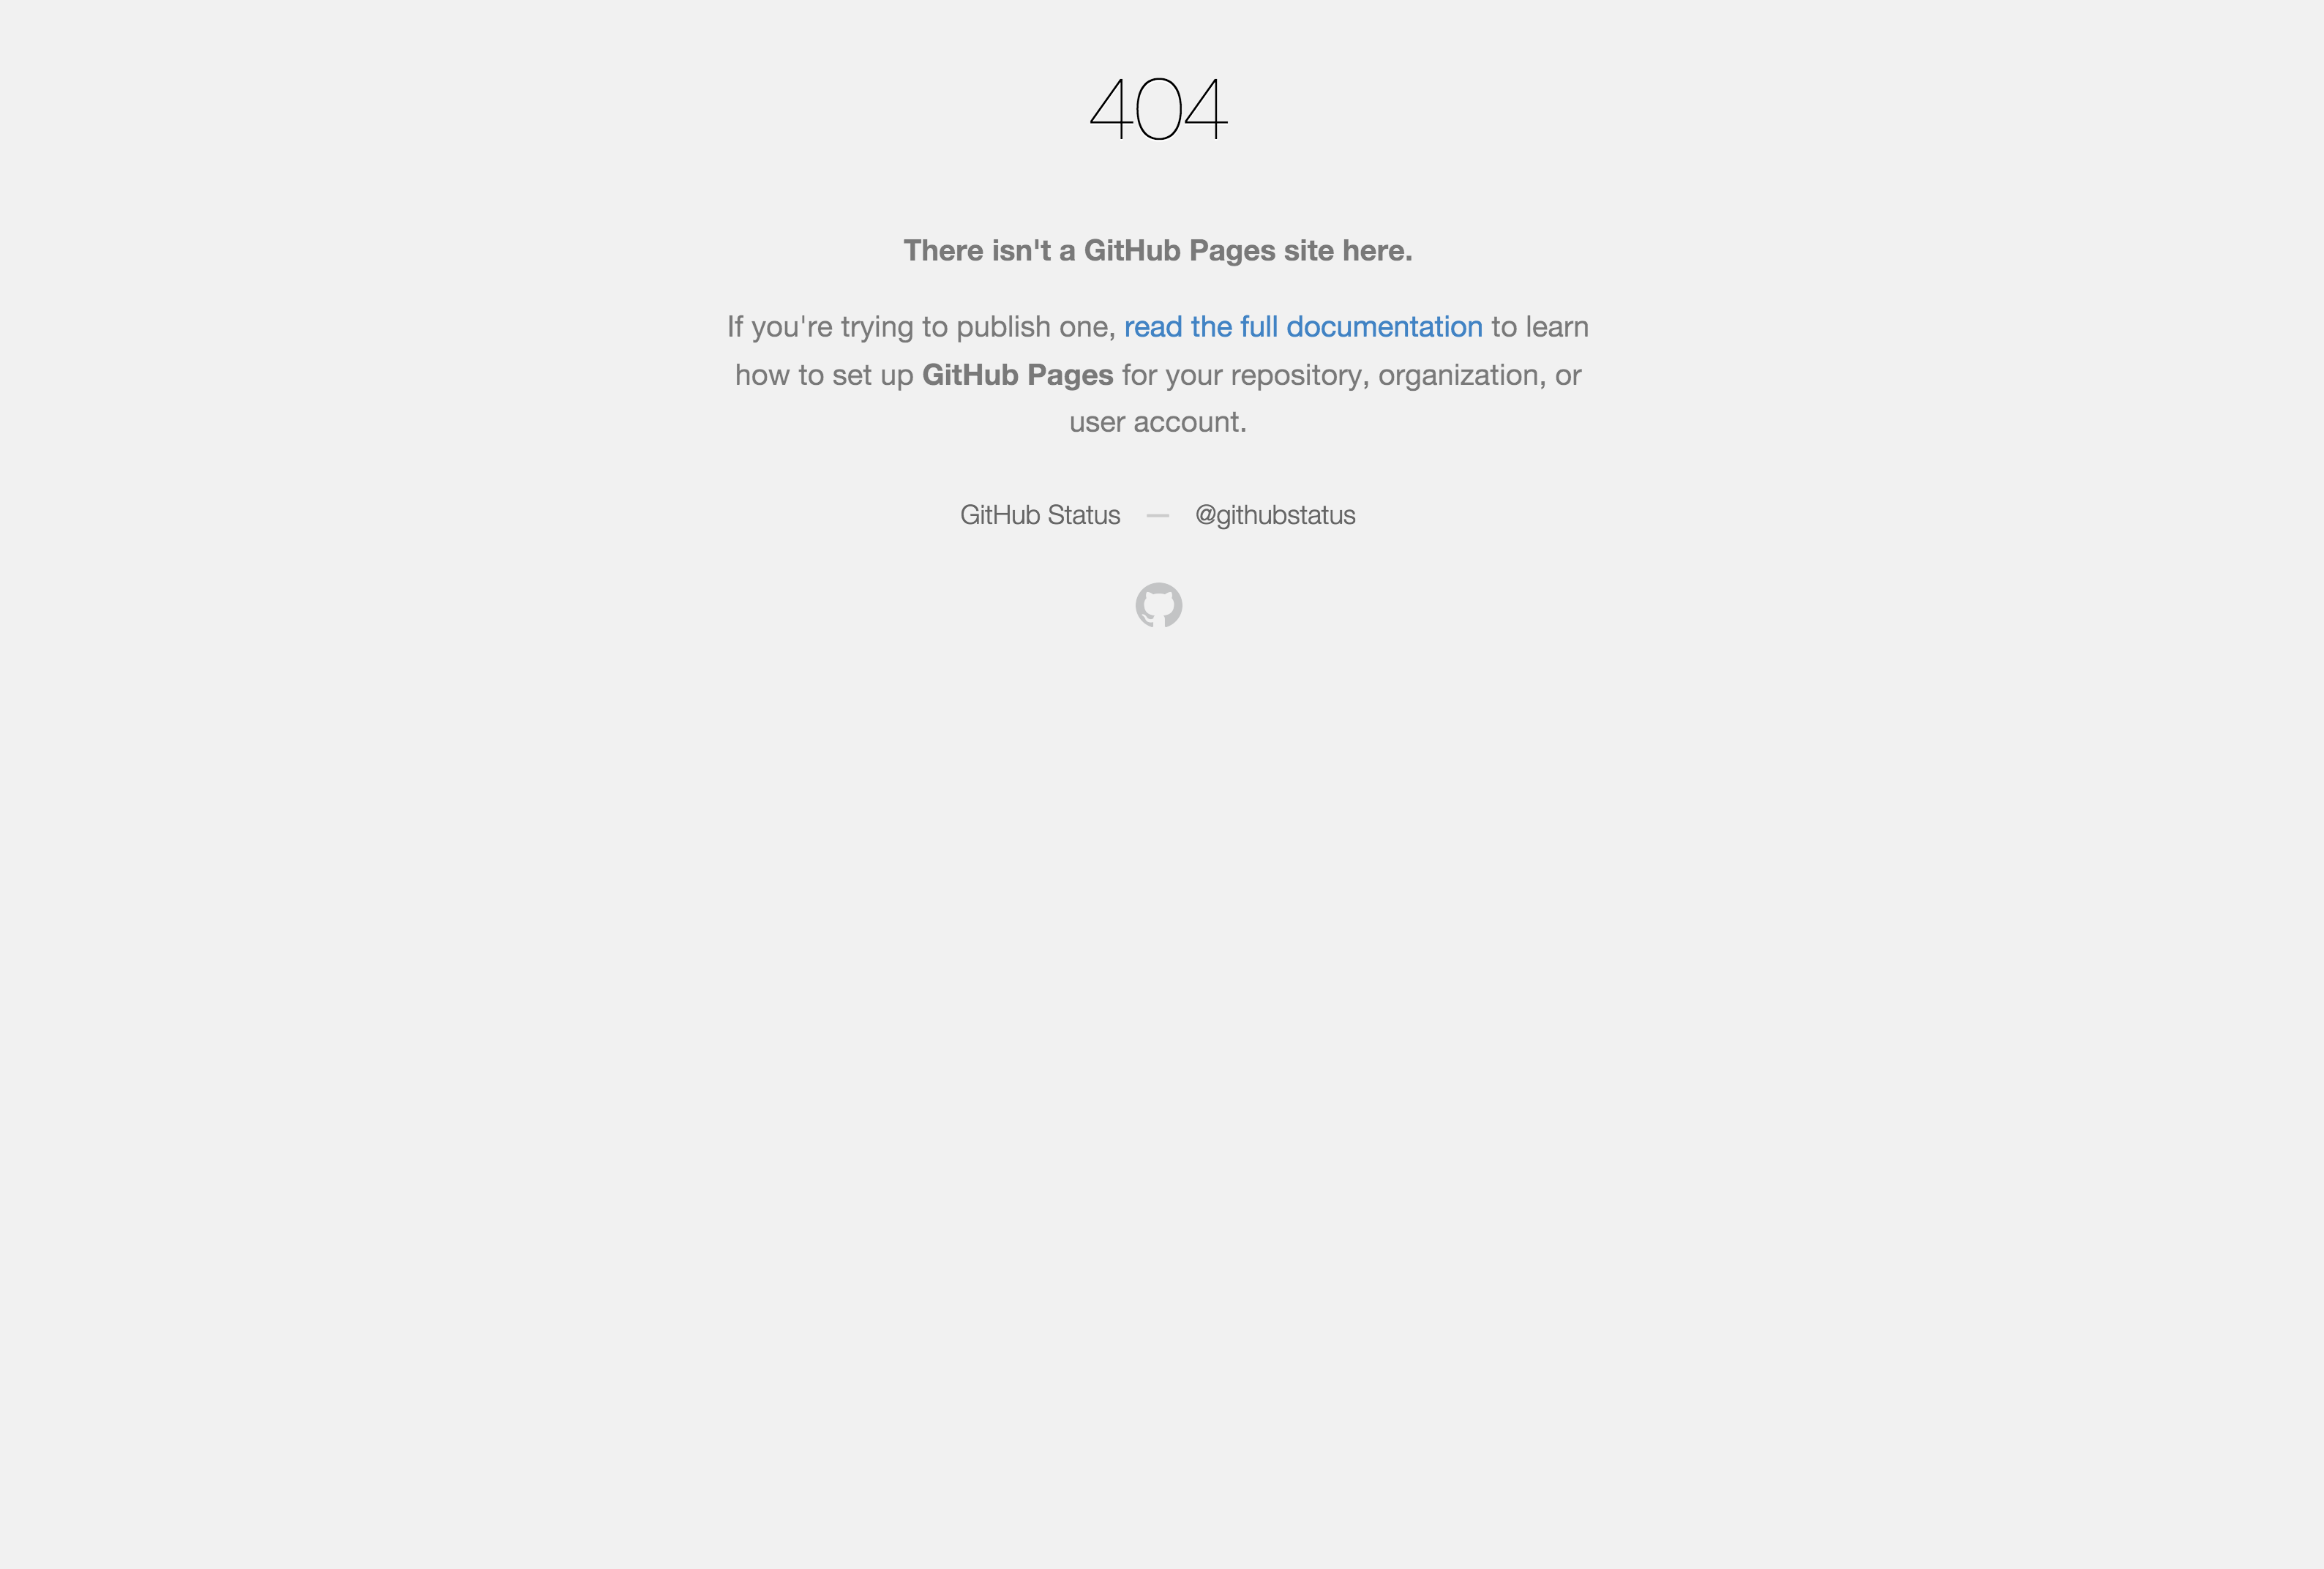 404
There isn't a GitHub Pages site here.
If you're trying to publish one, read the full documentation to learn
how to set up GitHub Pages for your repository, organization, or
user account.
GitHub Status — @githubstatus